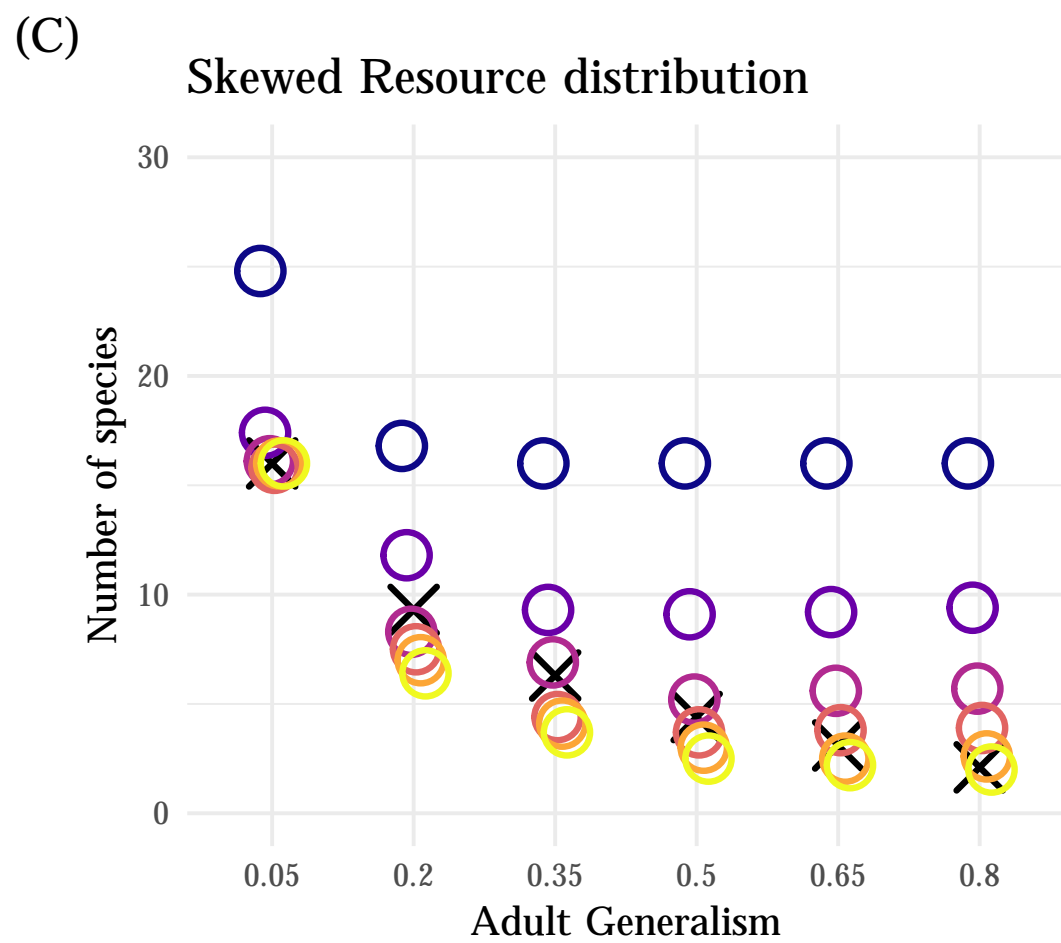 (C)
Skewed Resource distribution
Number of species
30
20
10
0
0.05 0.2 0.35 0.5 0.65 0.8
Adult Generalism